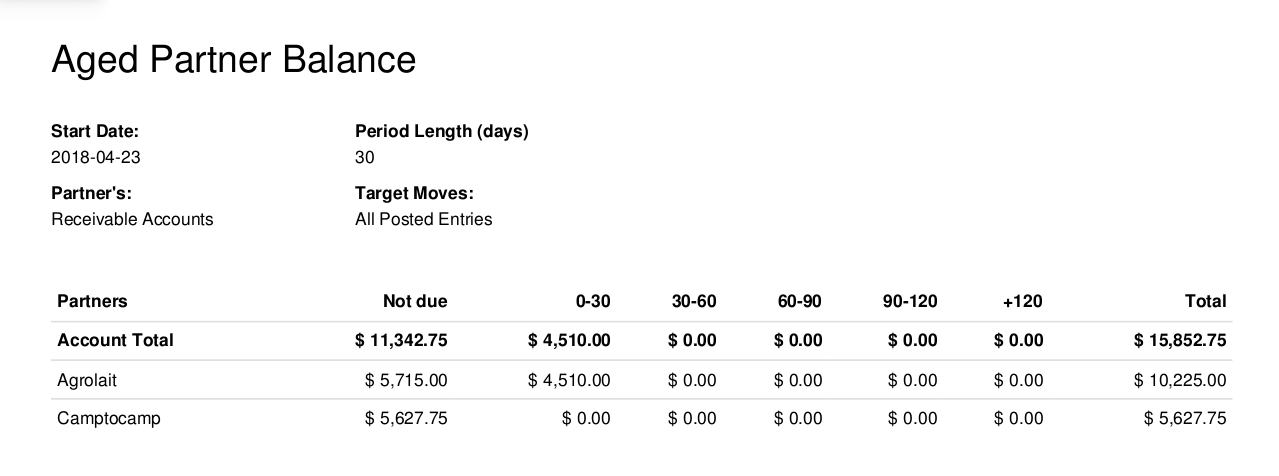 Aged Partner Balance
Start Date: Period Length (days)
2018-04-23 30
Partner's: Target Moves:
Receivable Accounts All Posted Entries
Partners Not due 0-30 30-60 60-90 90-120 +120 Total
Account Total $ 11,342.75 $ 4,510.00 $ 0.00 $ 0.00 $ 0.00 $ 0.00 $ 15,852.75
Agrolait $ 5,715.00 $ 4,510.00 $ 0.00 $ 0.00 $ 0.00 $ 0.00 $ 10,225.00
Camptocamp $ 5,627.75 $ 0.00 $ 0.00 $ 0.00 $ 0.00 $ 0.00 $ 5,627.75